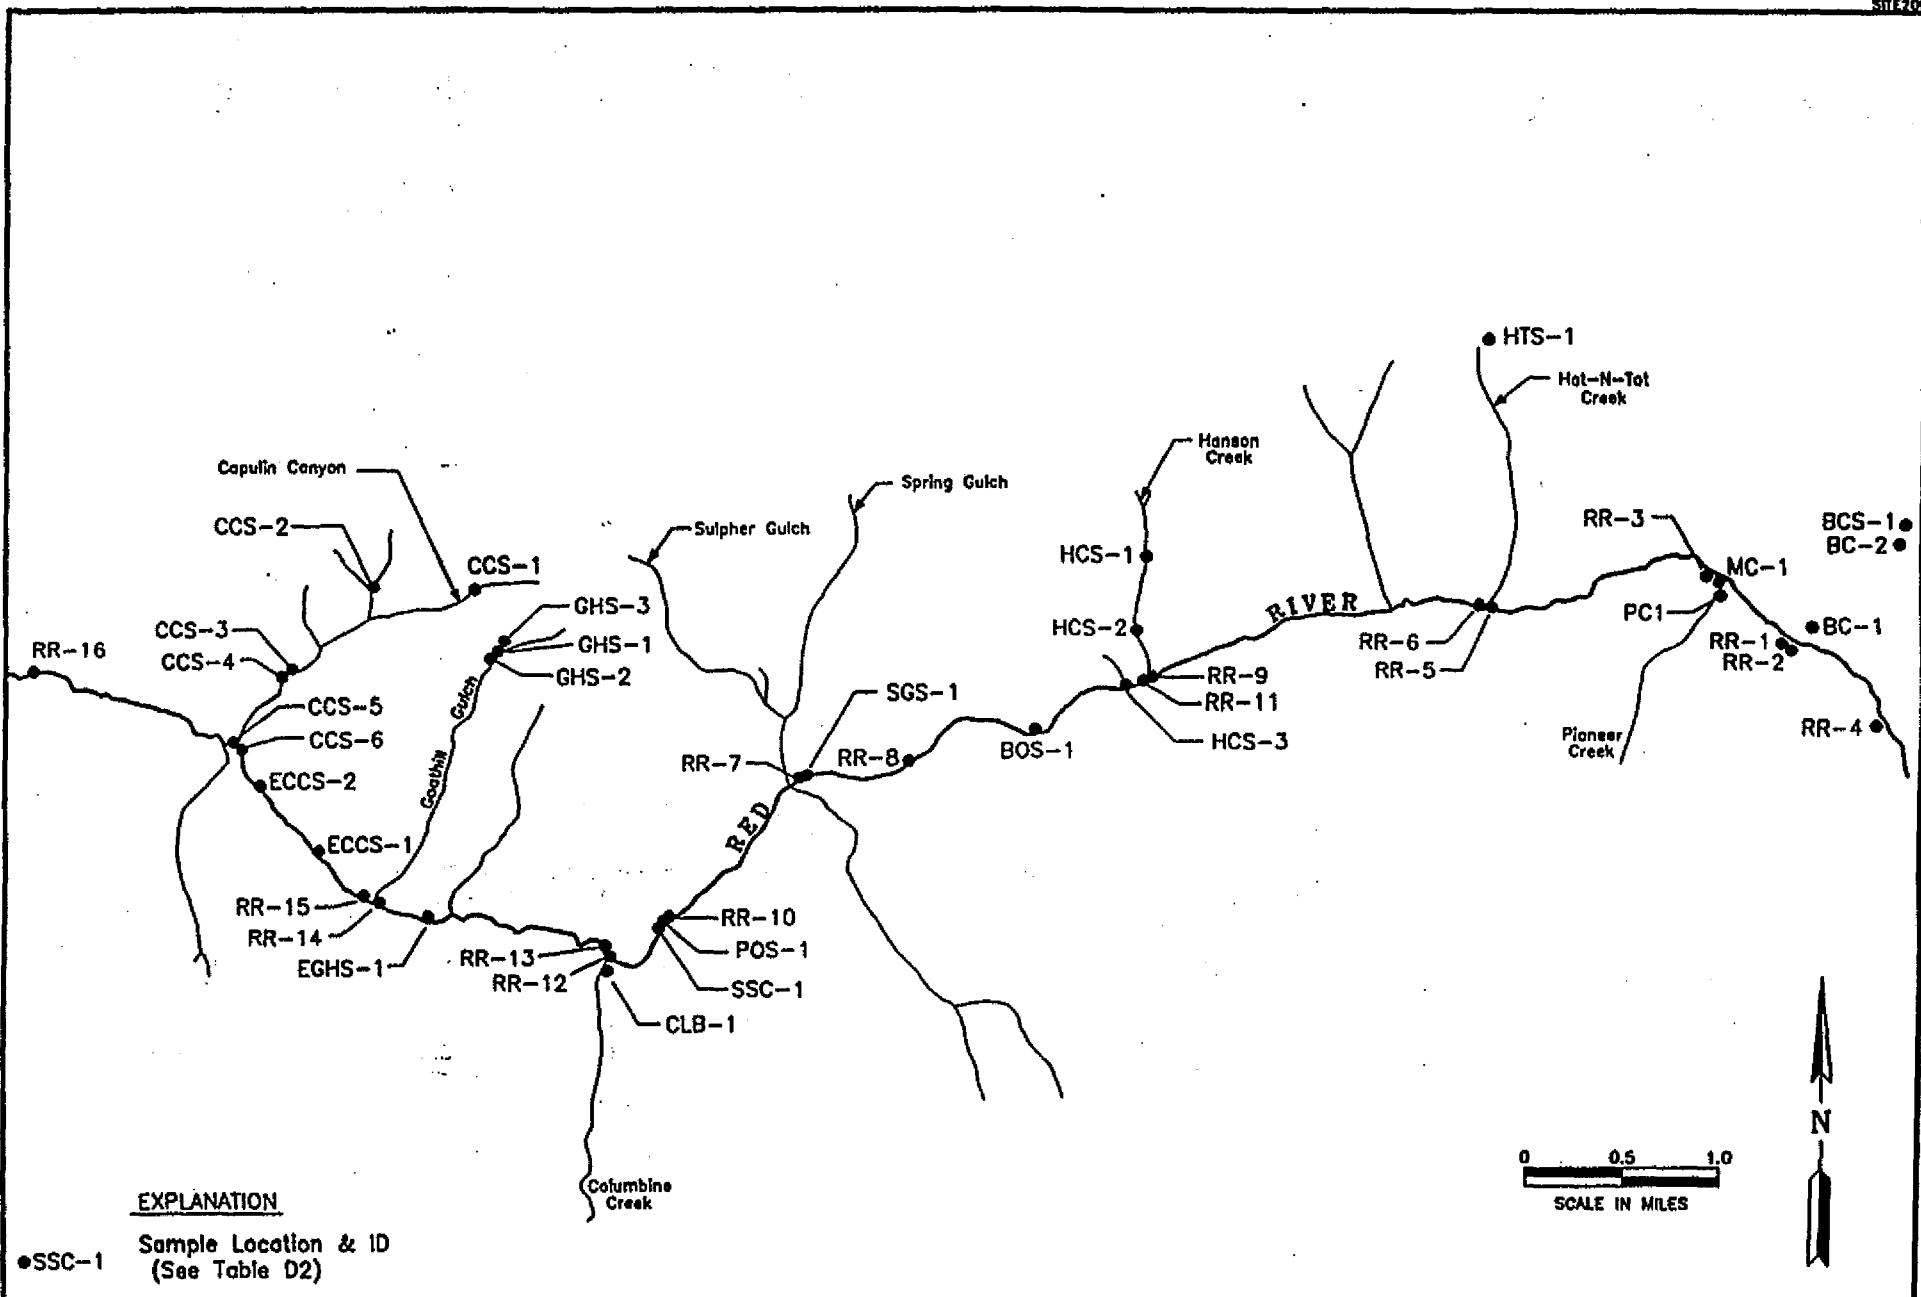 HTS-1
Hot-N-Tot
Creek
Hanson
Creek
Capulin Canyon
Spring Gulch
CCS-2
Sulpher Gulch
RR-3
BCS-1
BC-2
HCS-1
CCS-1
MC-1
GHS-3
PC1
RIVER
CCS-3
GHS-1
HCS-2
RR-6
BC-1
RR-16
CCS-4
GHS-2
RR-5
RR-1
RR-2
SGS-1
RR-9
RR-11
CCS-5
Gulch
Pioneer
Creek
RR-4
CCS-6
HCS-3
BOS-1
RR-7
RR-8
ECCS-2
Goathill
RED
ECCS-1
RR-15
RR-14
RR-10
POS-1
EGHS-1
RR-13
RR-12
SSC-1
CLB-1
N
0 0.5 1.0
SCALE IN MILES
Columbine
Creek
EXPLANATION
Sample Location & ID
(See Table D2)
SSC-1